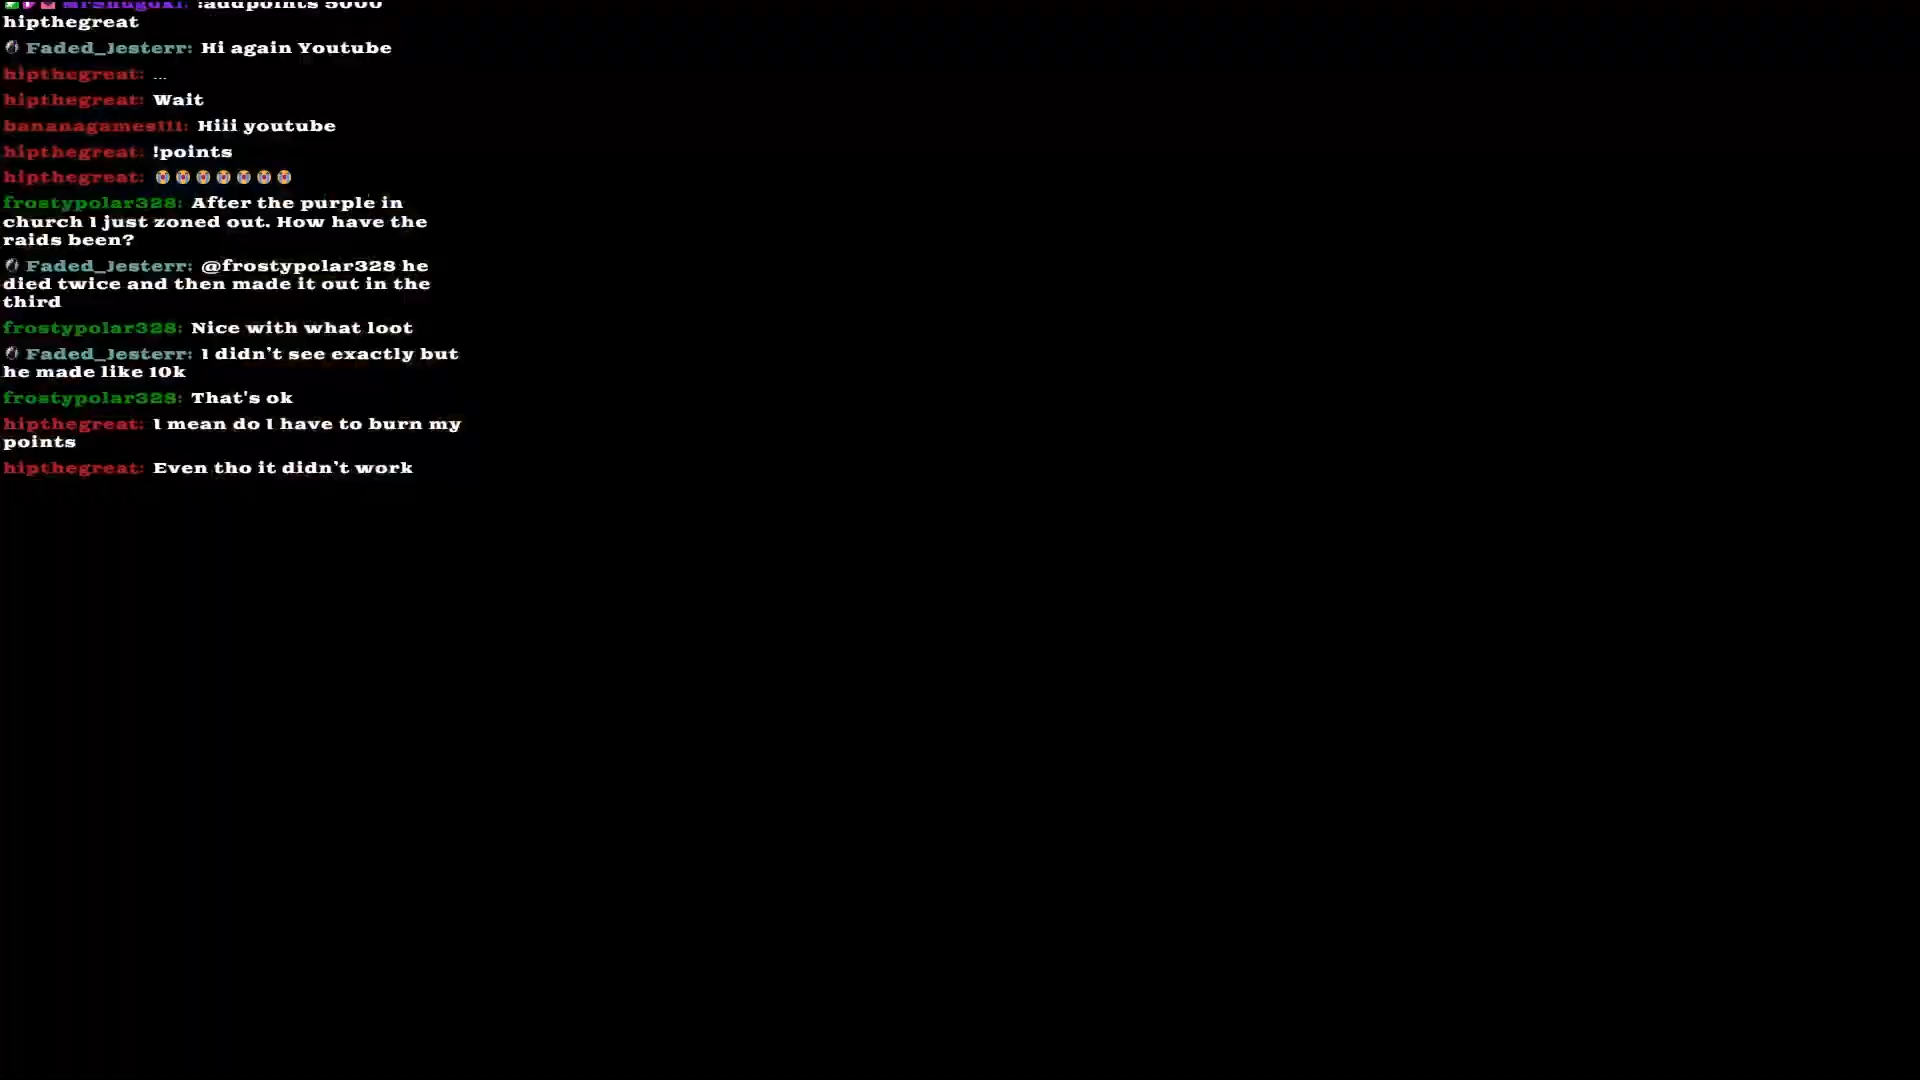 !addpoints 5000
hipthegreat
Faded_Jesterr: Hi again Youtube
hipthegreat: ...
hipthegreat: Wait
bananagames111: Hiii youtube
hipthegreat: !points
hipthegreat: 😭😭😭😭😭😭😭
frostypolar328: After the purple in
church I just zoned out. How have the
raids been?
Faded_Jesterr: @frostypolar328 he
died twice and then made it out in the
third
frostypolar328: Nice with what loot
Faded_Jesterr: I didn't see exactly but
he made like 10k
frostypolar328: That's ok
hipthegreat: I mean do I have to burn my
points
hipthegreat: Even tho it didn't work